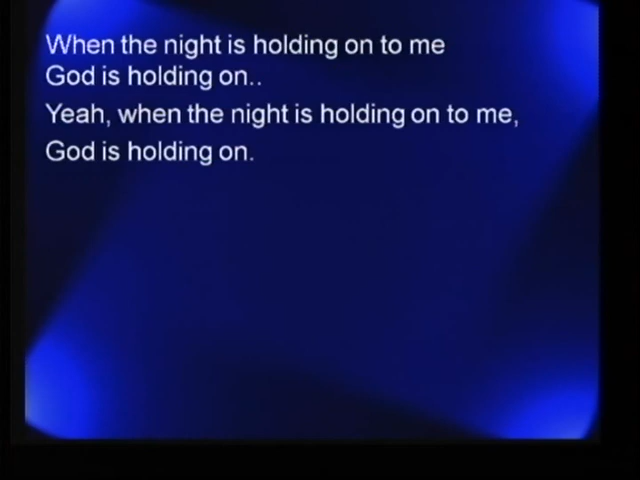 When the night is holding on to me
God is holding on..
Yeah, when the night is holding on to me,
God is holding on.